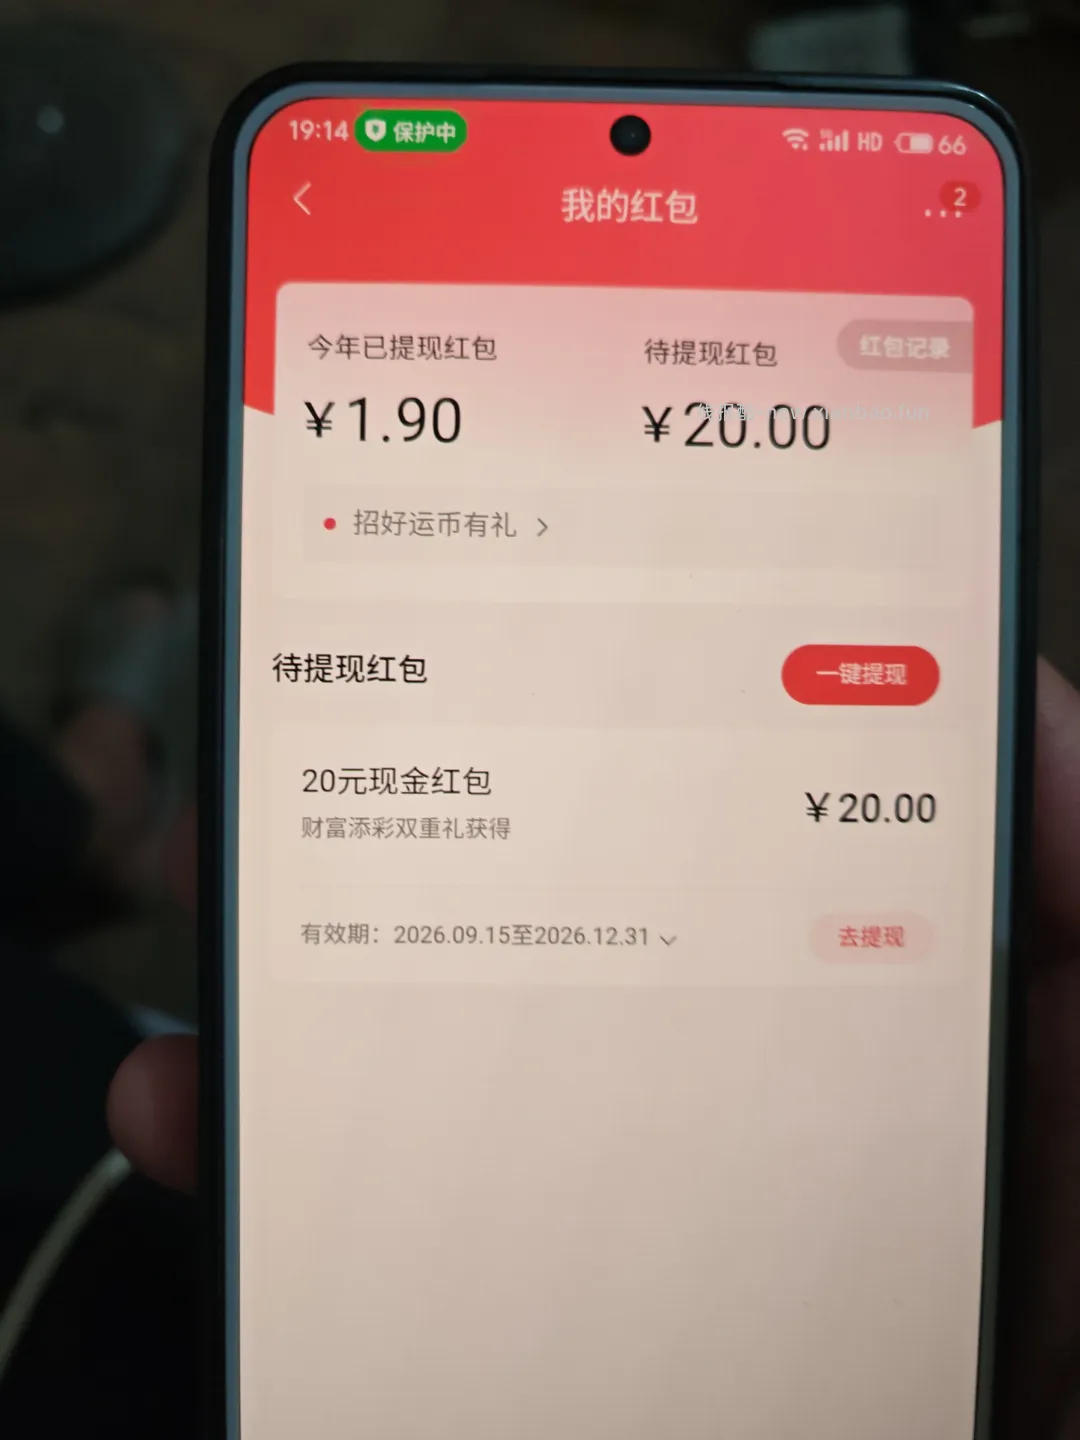 19:14 保护中 HD 66
我的红包
2
今年已提现红包 待提现红包 红包记录
¥1.90 ¥20.00
招好运币有礼
待提现红包 一键提现
20元现金红包
¥20.00
财富添彩双重礼获得
有效期：2026.09.15至2026.12.31 去提现